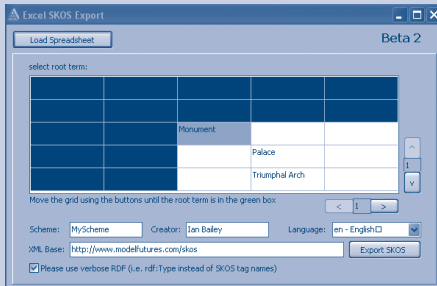 Excel SKOS Export
Load Spreadsheet
Beta 2
select root term:
Monument
Palace
Triumphal Arch
^
1
v
Move the grid using the buttons until the root term is in the green box
< 1 >
Scheme: MyScheme Creator: Ian Bailey Language: en - English
XML Base: http://www.modelfutures.com/skos Export SKOS
Please use verbose RDF (i.e. rdf:Type instead of SKOS tag names)